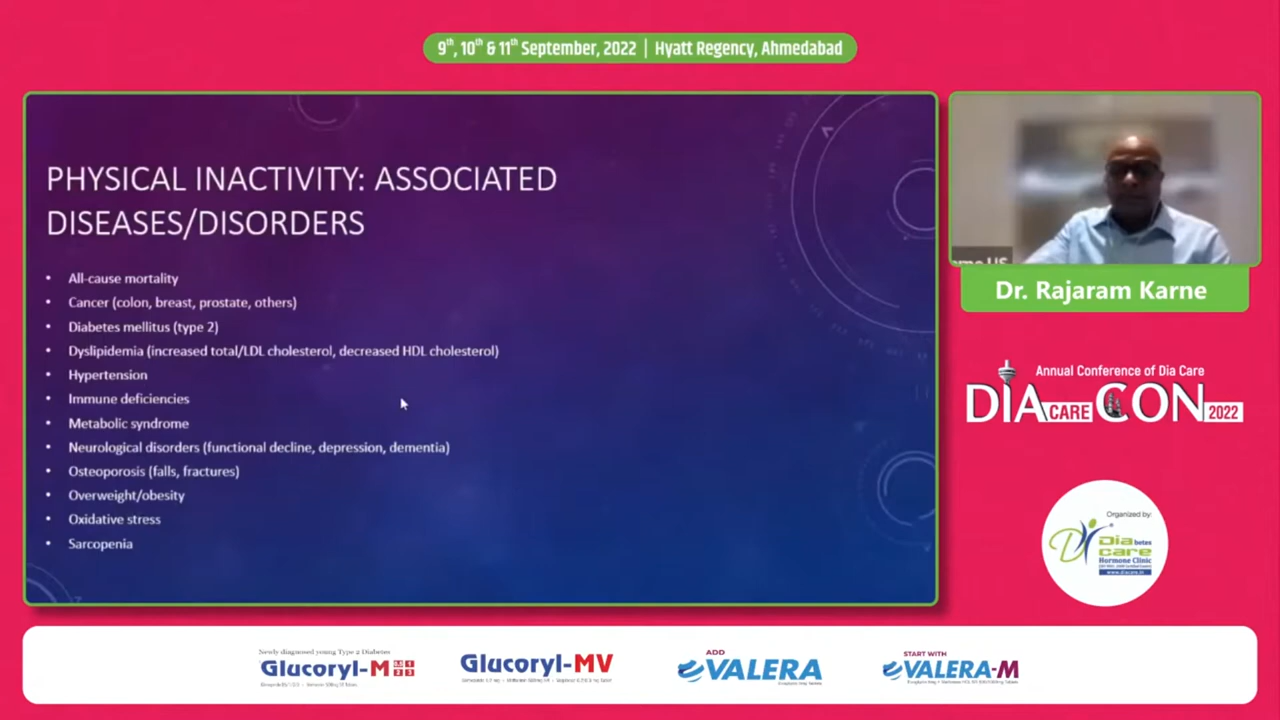 9th, 10th & 11th September, 2022 | Hyatt Regency, Ahmedabad
PHYSICAL INACTIVITY: ASSOCIATED
DISEASES/DISORDERS
• All-cause mortality
• Cancer (colon, breast, prostate, others)
• Diabetes mellitus (type 2)
• Dyslipidemia (increased total/LDL cholesterol, decreased HDL cholesterol)
• Hypertension
• Immune deficiencies
• Metabolic syndrome
• Neurological disorders (functional decline, depression, dementia)
• Osteoporosis (falls, fractures)
• Overweight/obesity
• Oxidative stress
• Sarcopenia
Dr. Rajaram Karne
Annual Conference of Dia Care
DIA CARE CON 2022
Organized by:
Diabetes
care
Hormone Clinic
www.diacare.in
Newly diagnosed young Type 2 Diabetes
Glucoryl-M
Glucoryl-MV
ADD
VALERA
START WITH
VALERA-M